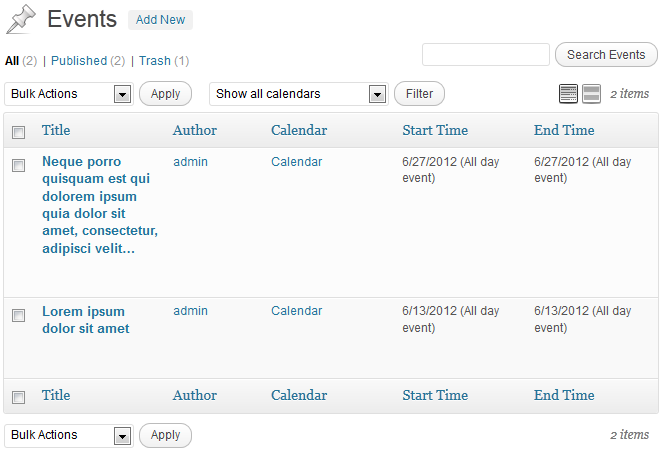 Events Add New
All (2) | Published (2) | Trash (1)
Search Events
Bulk Actions Apply Show all calendars Filter 2 items
Title Author Calendar Start Time End Time
Neque porro admin Calendar 6/27/2012 (All day 6/27/2012 (All day
quisquam est qui event) event)
dolorem ipsum
quia dolor sit
amet, consectetur,
adipisci velit...
Lorem ipsum admin Calendar 6/13/2012 (All day 6/13/2012 (All day
dolor sit amet event) event)
Title Author Calendar Start Time End Time
Bulk Actions Apply 2 items